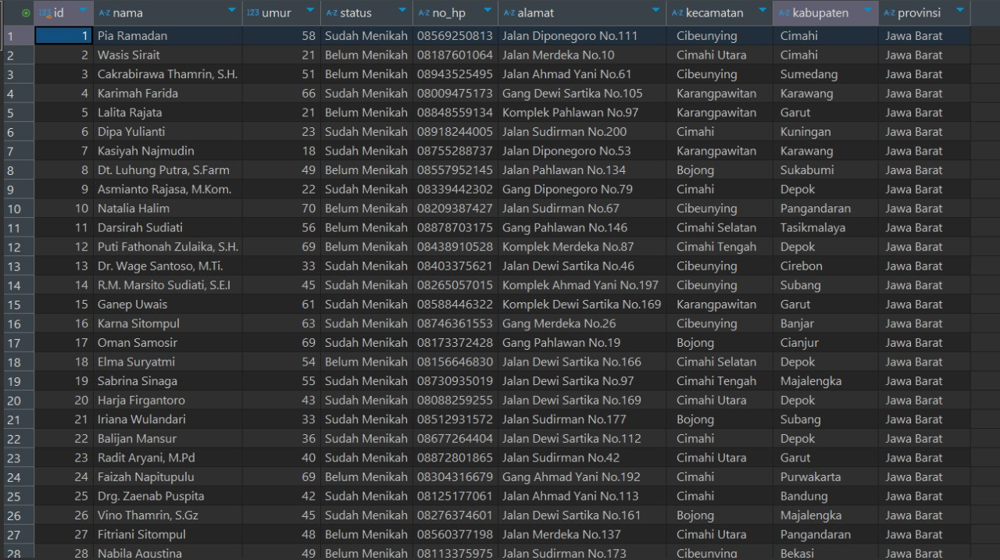 123 id A-Z nama 123 umur A-Z status A-Z no_hp A-Z alamat A-Z kecamatan A-Z kabupaten A-Z provinsi
1 1 Pia Ramadan 58 Sudah Menikah 08569250813 Jalan Diponegoro No.111 Cibeunying Cimahi Jawa Barat
2 2 Wasis Sirait 21 Belum Menikah 08187601064 Jalan Merdeka No.10 Cimahi Utara Cimahi Jawa Barat
3 3 Cakrabirawa Thamrin, S.H. 51 Belum Menikah 08943525495 Jalan Ahmad Yani No.61 Cibeunying Sumedang Jawa Barat
4 4 Karimah Farida 66 Sudah Menikah 08009475173 Gang Dewi Sartika No.105 Karangpawitan Karawang Jawa Barat
5 5 Lalita Rajata 21 Belum Menikah 08848559134 Komplek Pahlawan No.97 Karangpawitan Garut Jawa Barat
6 6 Dipa Yulianti 23 Sudah Menikah 08918244005 Jalan Sudirman No.200 Cimahi Kuningan Jawa Barat
7 7 Kasiyah Najmudin 18 Sudah Menikah 08755288737 Jalan Diponegoro No.53 Karangpawitan Karawang Jawa Barat
8 8 Dt. Luhung Putra, S.Farm 49 Belum Menikah 08557952145 Jalan Pahlawan No.134 Bojong Sukabumi Jawa Barat
9 9 Asmianto Rajasa, M.Kom. 22 Sudah Menikah 08339442302 Gang Diponegoro No.79 Cimahi Depok Jawa Barat
10 10 Natalia Halim 70 Belum Menikah 08209387427 Jalan Sudirman No.67 Cibeunying Pangandaran Jawa Barat
11 11 Darsirah Sudiati 56 Belum Menikah 08878703175 Gang Pahlawan No.146 Cimahi Selatan Tasikmalaya Jawa Barat
12 12 Puti Fathonah Zulaika, S.H. 69 Belum Menikah 08438910528 Komplek Merdeka No.87 Cimahi Tengah Depok Jawa Barat
13 13 Dr. Wage Santoso, M.Ti. 33 Sudah Menikah 08403375621 Jalan Dewi Sartika No.46 Cibeunying Cirebon Jawa Barat
14 14 R.M. Marsito Sudiati, S.E.I 45 Sudah Menikah 08265057015 Komplek Ahmad Yani No.197 Cibeunying Subang Jawa Barat
15 15 Ganep Uwais 61 Sudah Menikah 08588446322 Komplek Dewi Sartika No.169 Karangpawitan Garut Jawa Barat
16 16 Karna Sitompul 63 Sudah Menikah 08746361553 Gang Merdeka No.26 Cibeunying Banjar Jawa Barat
17 17 Oman Samosir 69 Sudah Menikah 08173372428 Gang Pahlawan No.19 Bojong Cianjur Jawa Barat
18 18 Elma Suryatmi 54 Belum Menikah 08156646830 Jalan Dewi Sartika No.166 Cimahi Selatan Depok Jawa Barat
19 19 Sabrina Sinaga 55 Sudah Menikah 08730935019 Jalan Dewi Sartika No.97 Cimahi Tengah Majalengka Jawa Barat
20 20 Harja Firgantoro 43 Sudah Menikah 08088259255 Jalan Dewi Sartika No.169 Cimahi Utara Depok Jawa Barat
21 21 Iriana Wulandari 33 Sudah Menikah 08512931572 Jalan Sudirman No.177 Bojong Subang Jawa Barat
22 22 Balijan Mansur 36 Sudah Menikah 08677264404 Jalan Dewi Sartika No.112 Cimahi Depok Jawa Barat
23 23 Radit Aryani, M.Pd 40 Sudah Menikah 08872801865 Jalan Sudirman No.42 Cimahi Utara Garut Jawa Barat
24 24 Faizah Napitupulu 69 Belum Menikah 08304316679 Gang Ahmad Yani No.192 Cimahi Purwakarta Jawa Barat
25 25 Drg. Zaenab Puspita 42 Sudah Menikah 08125177061 Jalan Ahmad Yani No.113 Cimahi Bandung Jawa Barat
26 26 Vino Thamrin, S.Gz 45 Sudah Menikah 08276374601 Jalan Dewi Sartika No.161 Bojong Majalengka Jawa Barat
27 27 Fitriani Sitompul 48 Belum Menikah 08560377198 Jalan Merdeka No.137 Cimahi Utara Pangandaran Jawa Barat
28 28 Nabila Agustina 49 Belum Menikah 08113375975 Jalan Sudirman No.173 Cibeunying Bekasi Jawa Barat